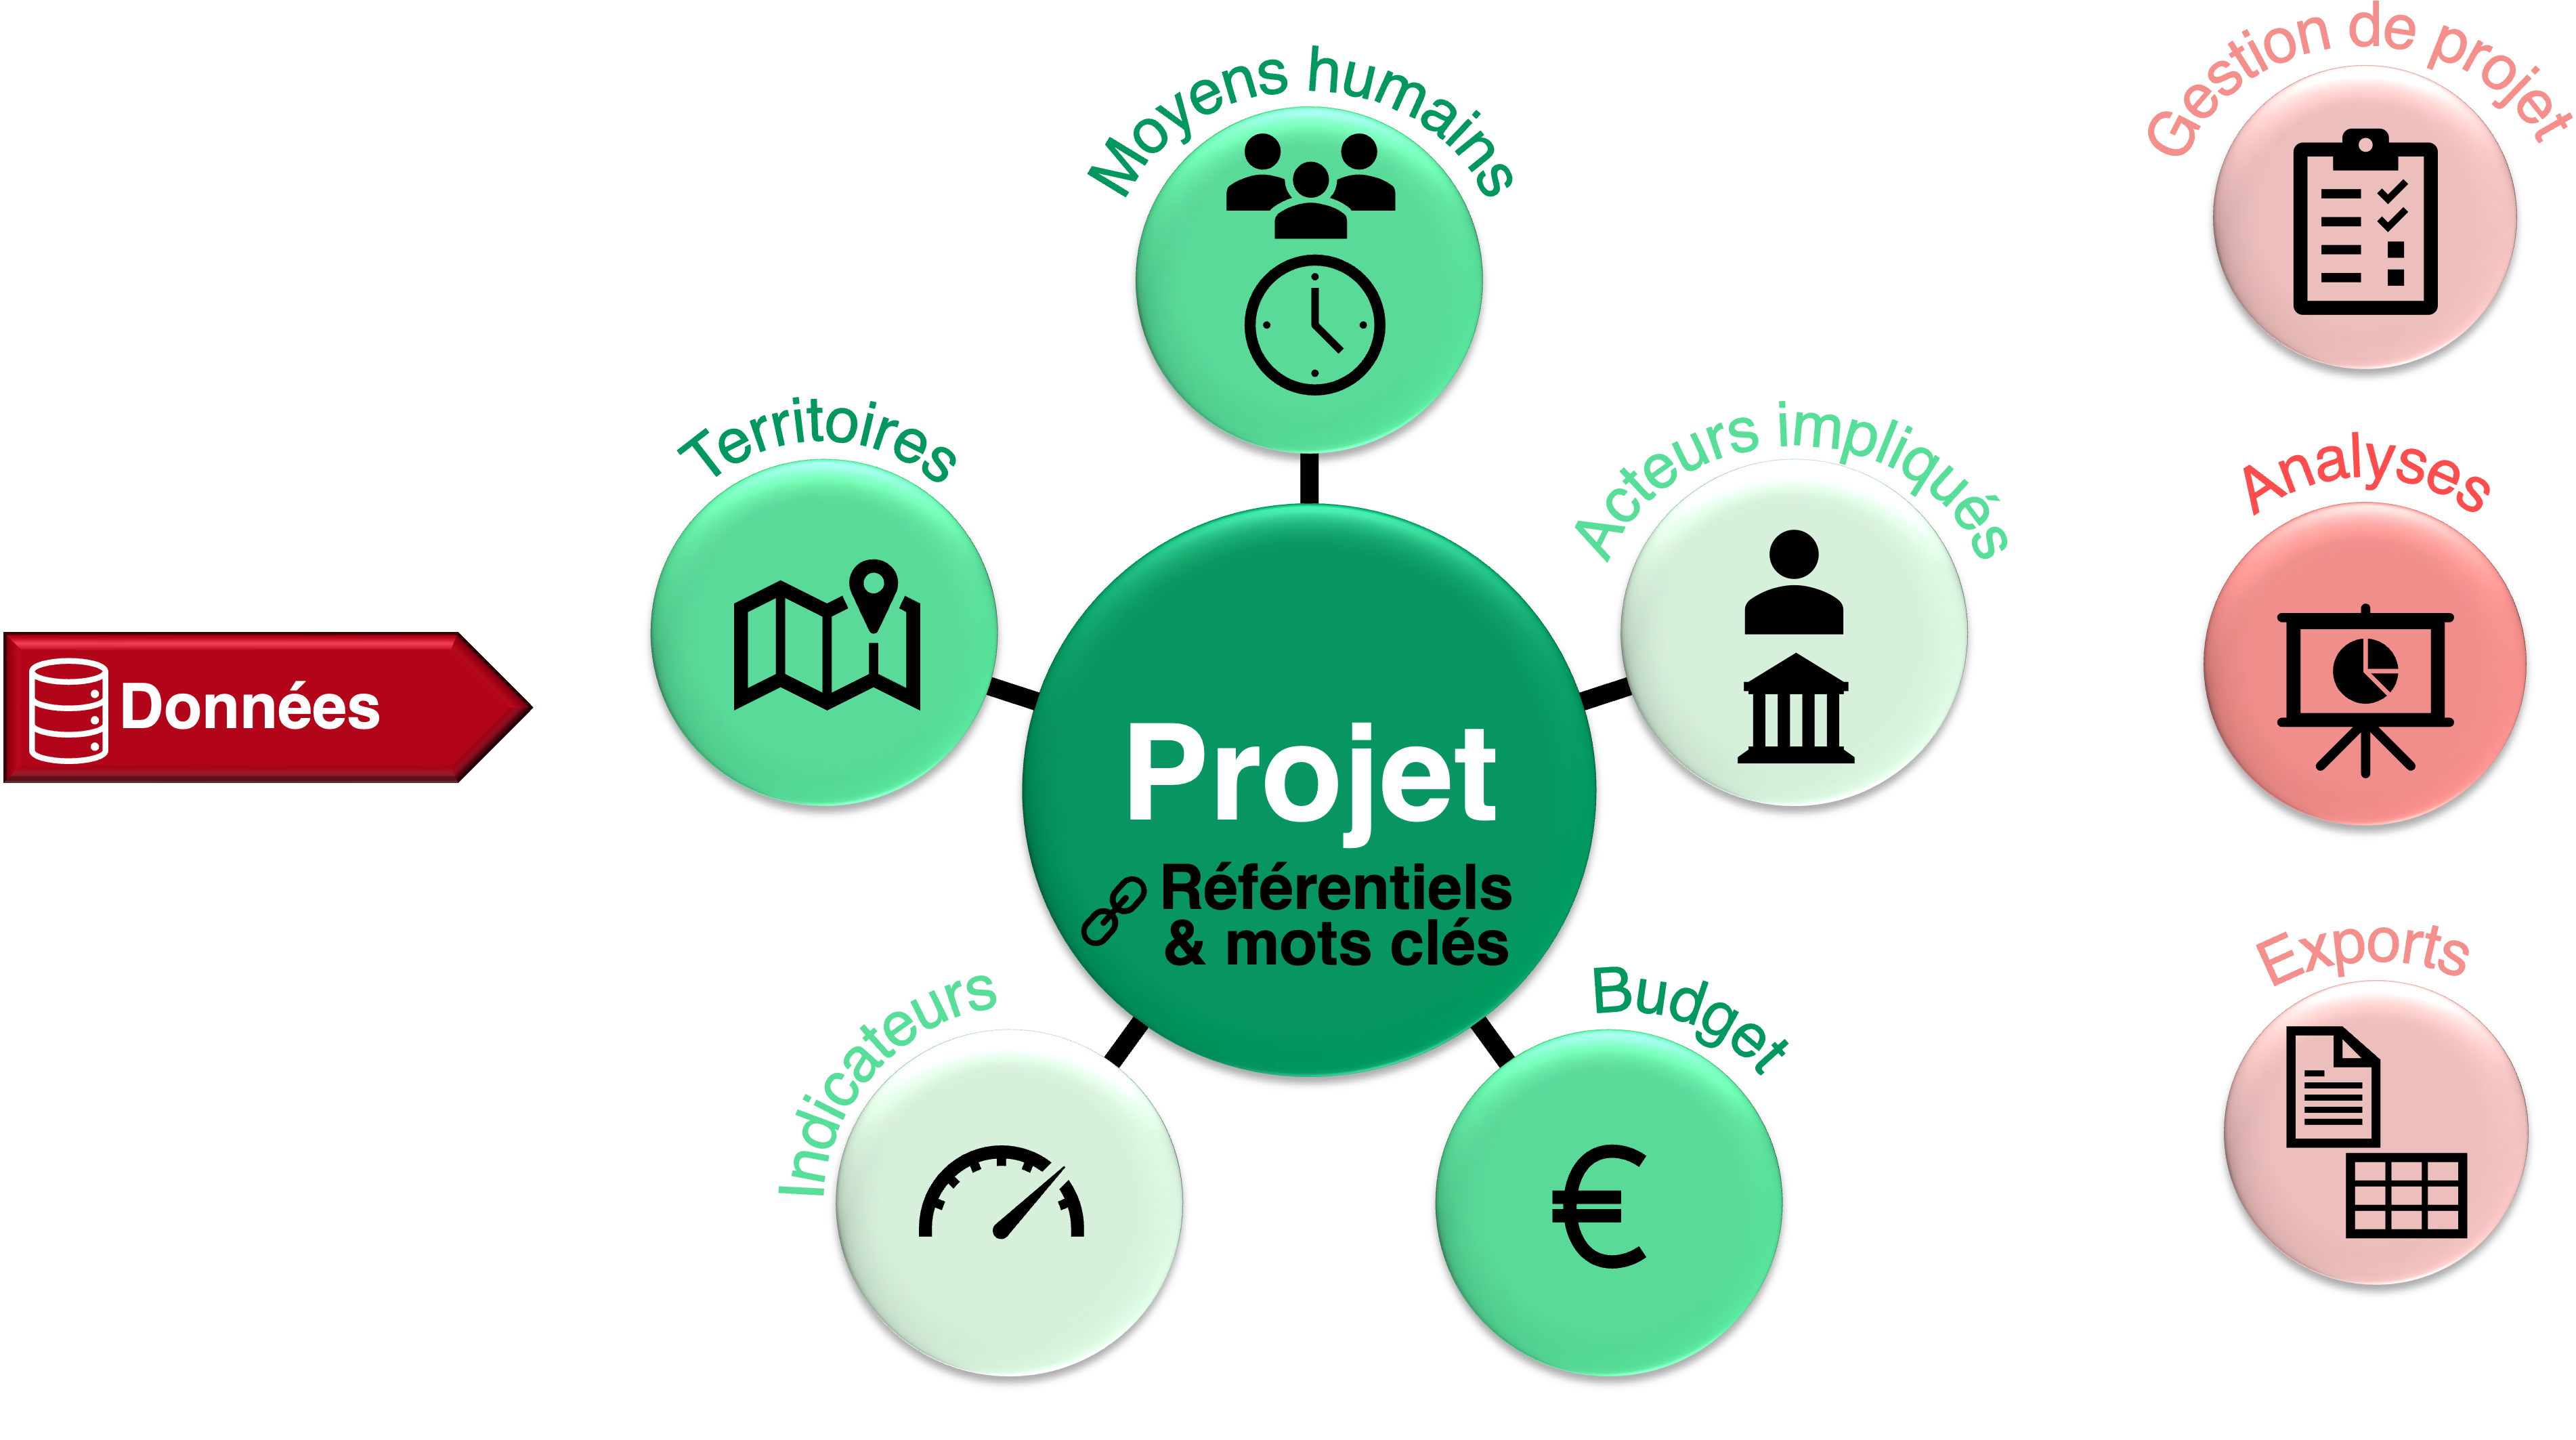 Données
Moyens humains
Territoires
Acteurs impliqués
Projet
Référentiels
& mots clés
Indicateurs
Budget
€
Gestion de projet
Analyses
Exports